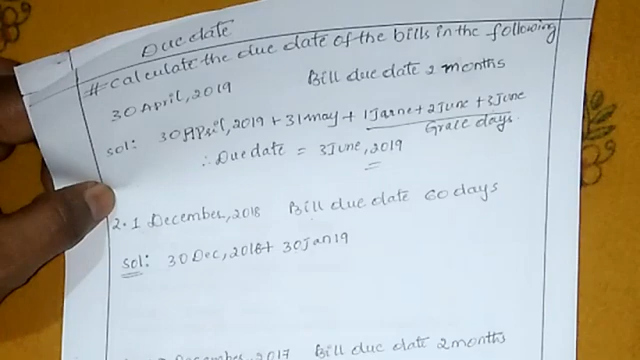 Due date
# Calculate the due date of the bills in the following
30 April, 2019 Bill due date 2 months
Sol: 30 April, 2019 + 31 may + 1 June + 2 June + 3 June
Grace days.
∴ Due date = 3 June, 2019
2. 1 December, 2018 Bill due date 60 days
Sol: 30 Dec, 2018 + 30 Jan 19
2017 Bill due date 2 months